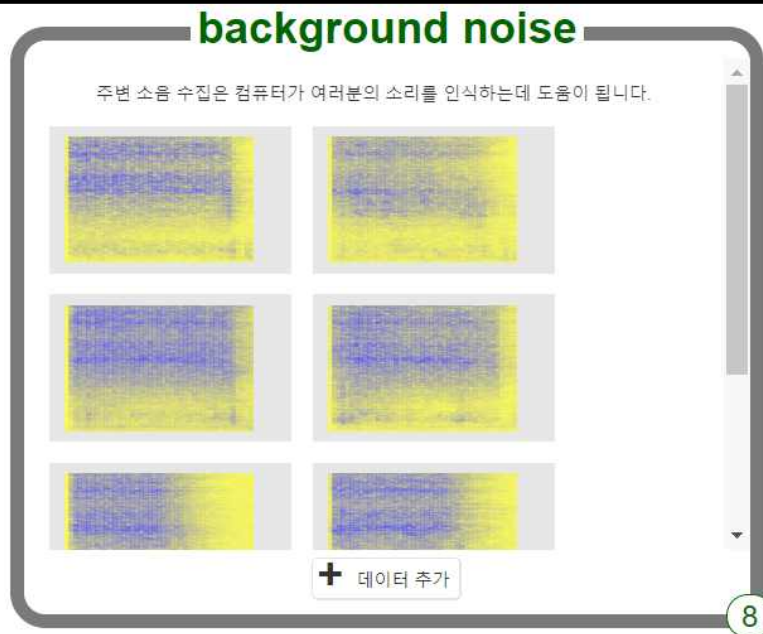 background noise
주변 소음 수집은 컴퓨터가 여러분의 소리를 인식하는데 도움이 됩니다.
+ 데이터 추가
8